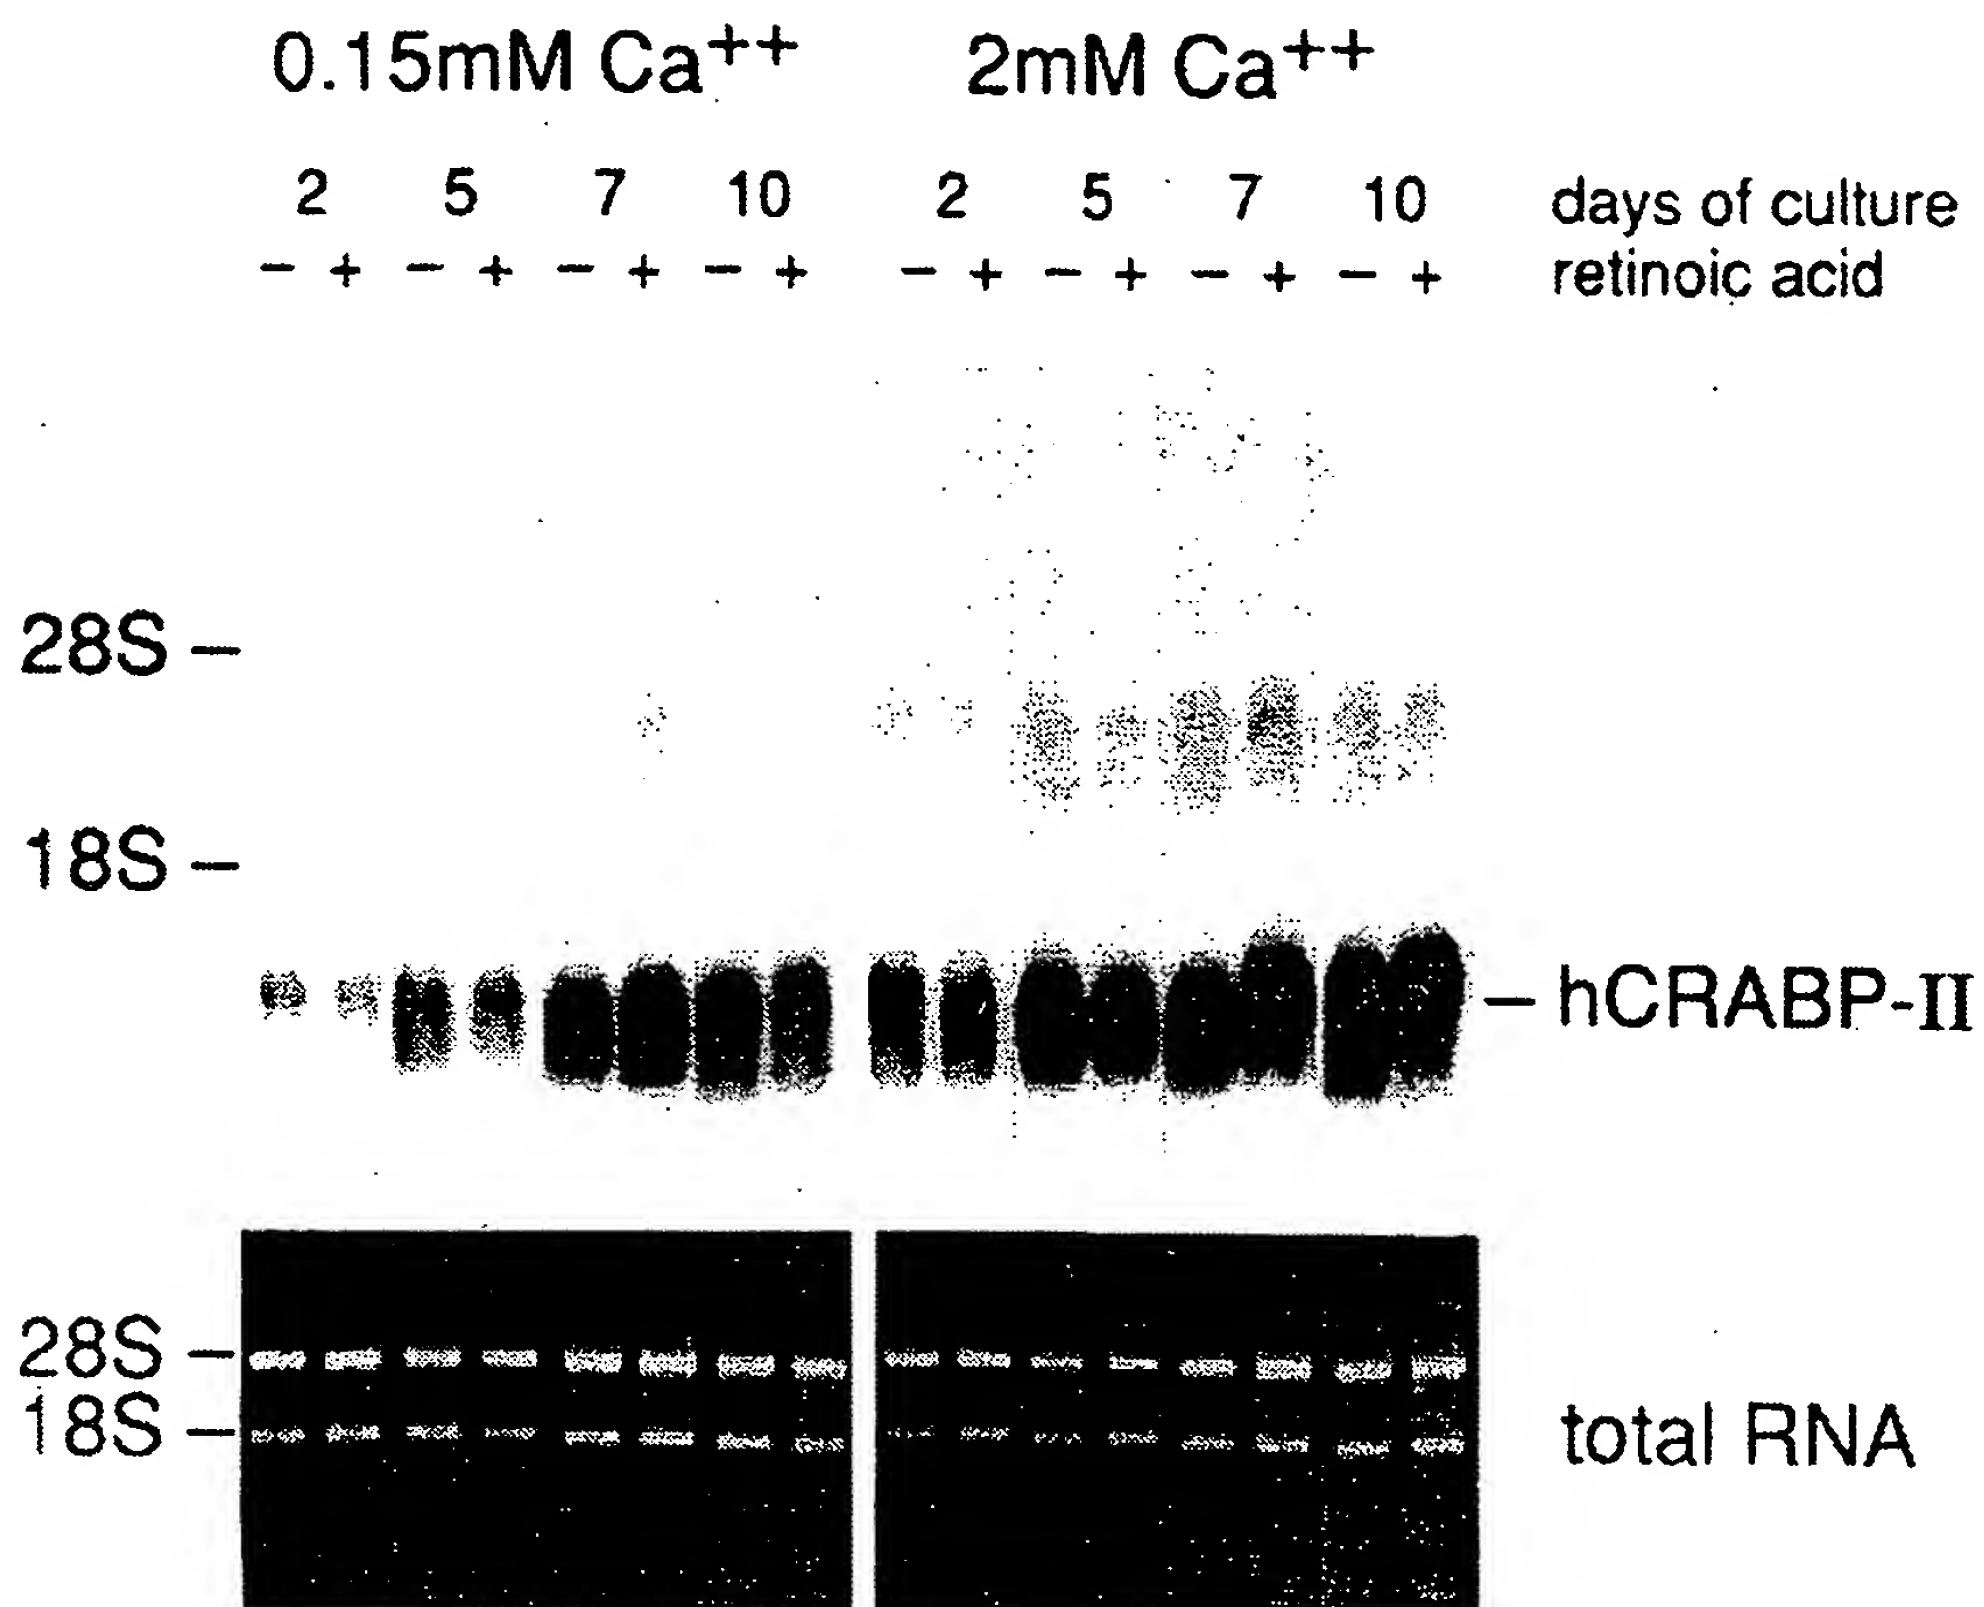 0.15mM Ca++ 2mM Ca++
2 5 7 10 2 5 7 10 days of culture
− + − + − + − + − + − + − + − + retinoic acid
28S −
18S −
− hCRABP-II
28S −
18S −
total RNA